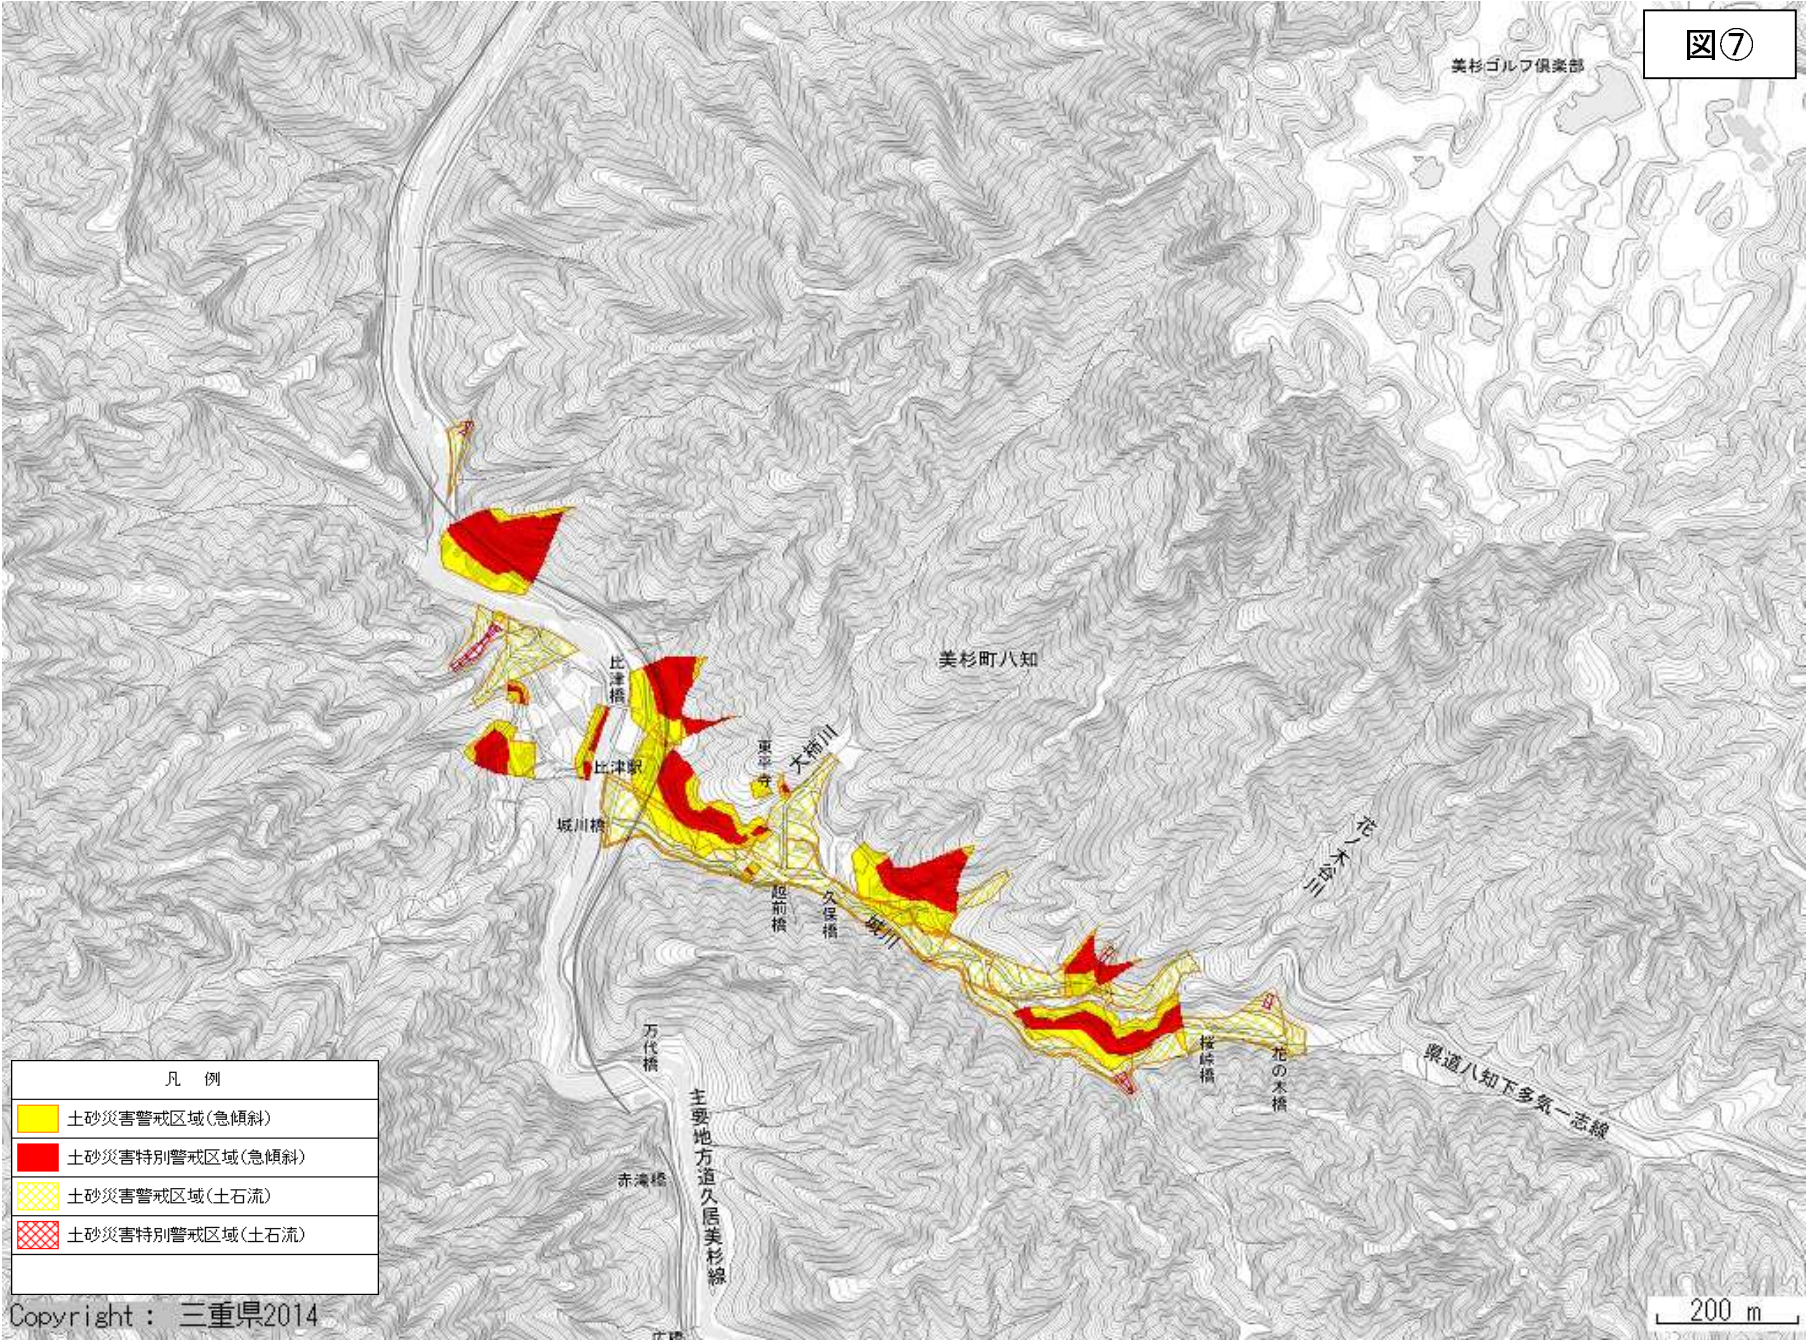 図⑦
美杉ゴルフ倶楽部
美杉町八知
比津橋
東平寺
大柿川
比津駅
城川橋
越前橋
久保橋
城川
花ノ木谷川
桜峠橋
花の木橋
県道八知下多気一志線
万代橋
主要地方道久居美杉線
赤滝橋
凡 例
土砂災害警戒区域(急傾斜)
土砂災害特別警戒区域(急傾斜)
土砂災害警戒区域(土石流)
土砂災害特別警戒区域(土石流)
Copyright : 三重県2014
200 m